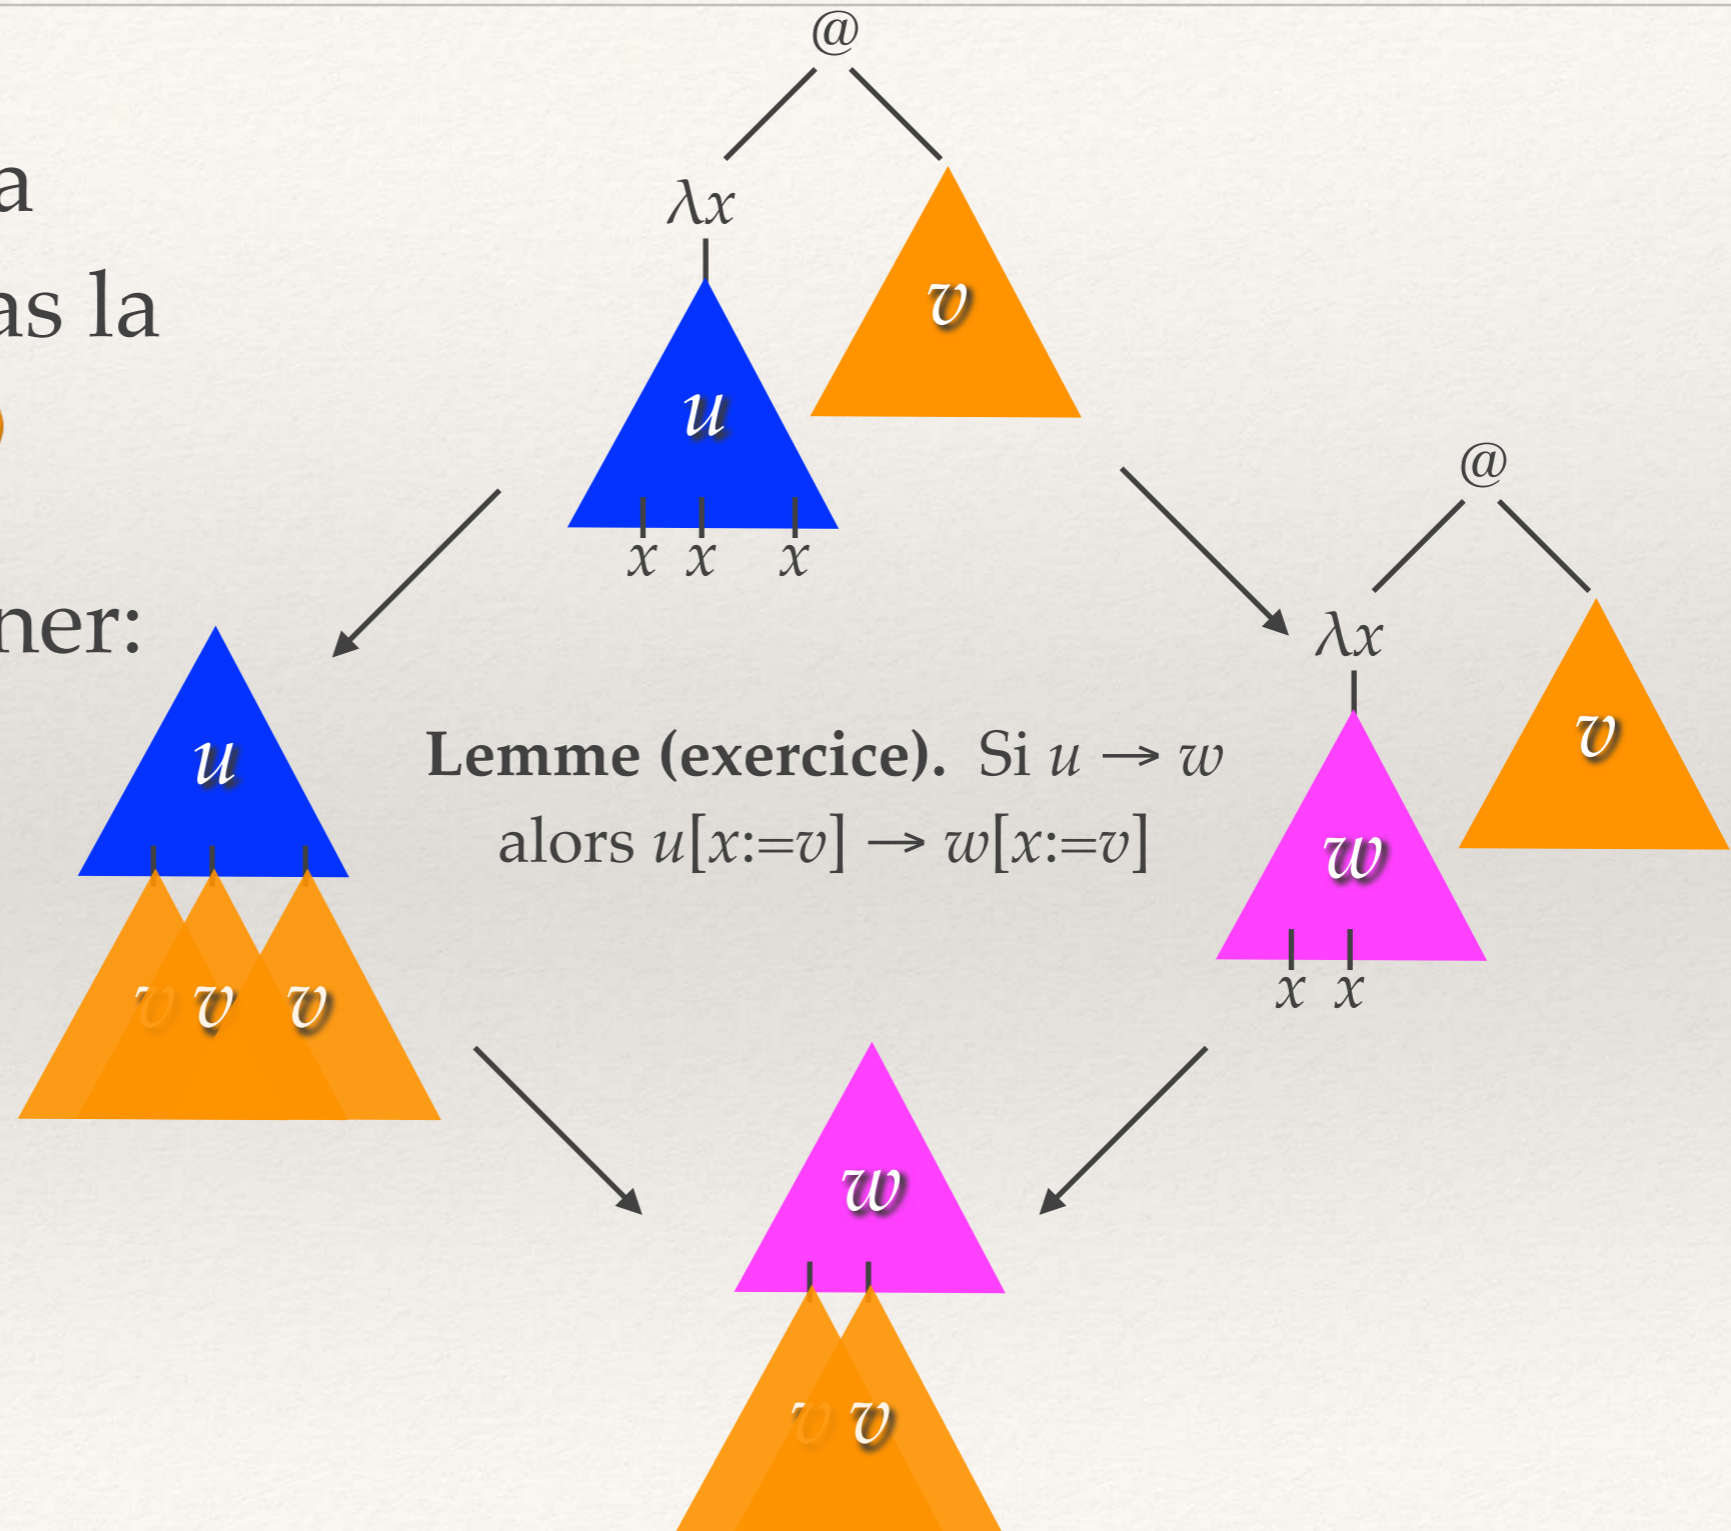 @
a
λx
as la
v
u
x x x
@
ner:
λx
u
Lemme (exercice). Si u → w
alors u[x:=v] → w[x:=v]
v
w
x x
v v v
w
v v